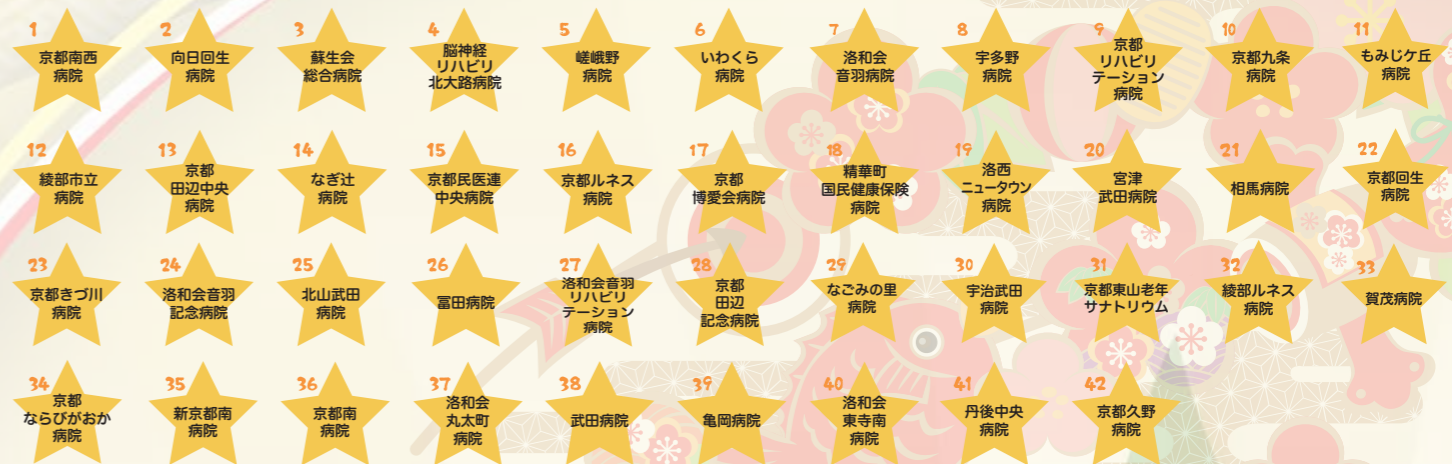 1
京都南西
病院
2
向日回生
病院
3
蘇生会
総合病院
4
脳神経
リハビリ
北大路病院
5
嵯峨野
病院
6
いわくら
病院
7
洛和会
音羽病院
8
宇多野
病院
9
京都
リハビリ
テーション
病院
10
京都九条
病院
11
もみじケ丘
病院
12
綾部市立
病院
13
京都
田辺中央
病院
14
なぎ辻
病院
15
京都民医連
中央病院
16
京都ルネス
病院
17
京都
博愛会病院
18
精華町
国民健康保険
病院
19
洛西
ニュータウン
病院
20
宮津
武田病院
21
相馬病院
22
京都回生
病院
23
京都きづ川
病院
24
洛和会音羽
記念病院
25
北山武田
病院
26
冨田病院
27
洛和会音羽
リハビリ
テーション
病院
28
京都
田辺
記念病院
29
なごみの里
病院
30
宇治武田
病院
31
京都東山老年
サナトリウム
32
綾部ルネス
病院
33
賀茂病院
34
京都
ならびがおか
病院
35
新京都南
病院
36
京都南
病院
37
洛和会
丸太町
病院
38
武田病院
39
亀岡病院
40
洛和会
東寺南
病院
41
丹後中央
病院
42
京都久野
病院